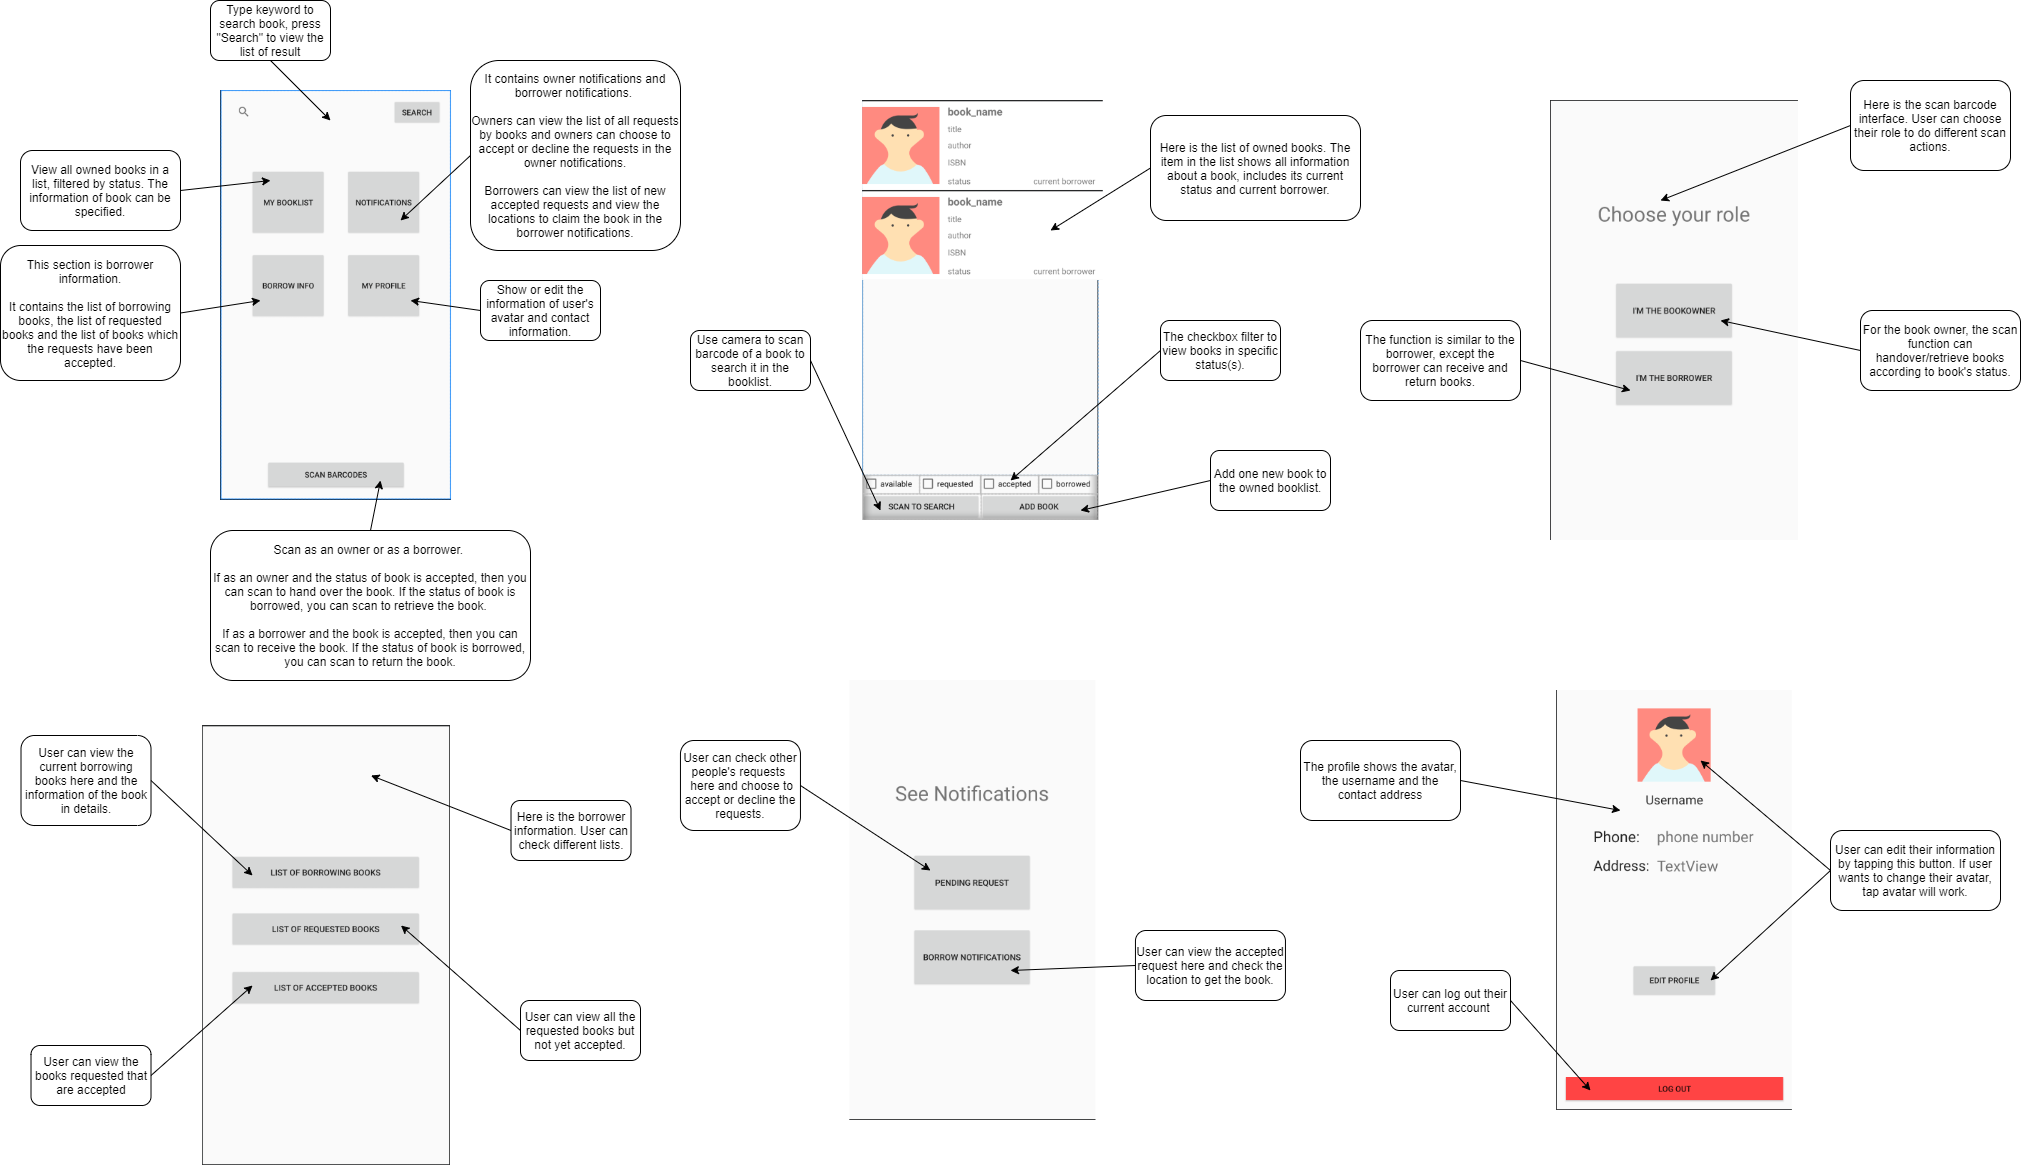 Type keyword to
search book, press
"Search" to view the
list of result
SEARCH
MY BOOKLIST
NOTIFICATIONS
BORROW INFO
MY PROFILE
SCAN BARCODES
View all owned books in a
list, filtered by status. The
information of book can be
specified.
This section is borrower
information.
It contains the list of borrowing
books, the list of requested
books and the list of books which
the requests have been
accepted.
It contains owner notifications and
borrower notifications.
Owners can view the list of all requests
by books and owners can choose to
accept or decline the requests in the
owner notifications.
Borrowers can view the list of new
accepted requests and view the
locations to claim the book in the
borrower notifications.
Show or edit the
information of user's
avatar and contact
information.
Scan as an owner or as a borrower.
If as an owner and the status of book is accepted, then you
can scan to hand over the book. If the status of book is
borrowed, you can scan to retrieve the book.
If as a borrower and the book is accepted, then you can
scan to receive the book. If the status of book is borrowed,
you can scan to return the book.
book_name
title
author
ISBN
status current borrower
book_name
title
author
ISBN
status current borrower
available requested accepted borrowed
SCAN TO SEARCH ADD BOOK
Here is the list of owned books. The
item in the list shows all information
about a book, includes its current
status and current borrower.
Use camera to scan
barcode of a book to
search it in the
booklist.
The checkbox filter to
view books in specific
status(s).
Add one new book to
the owned booklist.
Here is the scan barcode
interface. User can choose
their role to do different scan
actions.
Choose your role
I'M THE BOOKOWNER
I'M THE BORROWER
The function is similar to the
borrower, except the
borrower can receive and
return books.
For the book owner, the scan
function can
handover/retrieve books
according to book's status.
User can view the
current borrowing
books here and the
information of the book
in details.
Here is the borrower
information. User can
check different lists.
LIST OF BORROWING BOOKS
LIST OF REQUESTED BOOKS
LIST OF ACCEPTED BOOKS
User can view all the
requested books but
not yet accepted.
User can view the
books requested that
are accepted
User can check other
people's requests
here and choose to
accept or decline the
requests.
See Notifications
PENDING REQUEST
BORROW NOTIFICATIONS
User can view the accepted
request here and check the
location to get the book.
The profile shows the avatar,
the username and the
contact address
Username
Phone: phone number
Address: TextView
EDIT PROFILE
LOG OUT
User can edit their information
by tapping this button. If user
wants to change their avatar,
tap avatar will work.
User can log out their
current account